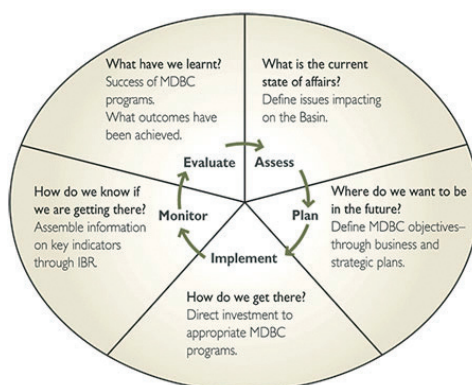 What have we learnt?
Success of MDBC
programs.
What outcomes have
been achieved.
What is the current
state of affairs?
Define issues impacting
on the Basin.
Evaluate
Assess
How do we know if
we are getting there?
Assemble information
on key indicators
through IBR.
Monitor
Plan
Where do we want to be
in the future?
Define MDBC objectives–
through business and
strategic plans.
Implement
How do we get there?
Direct investment to
appropriate MDBC
programs.